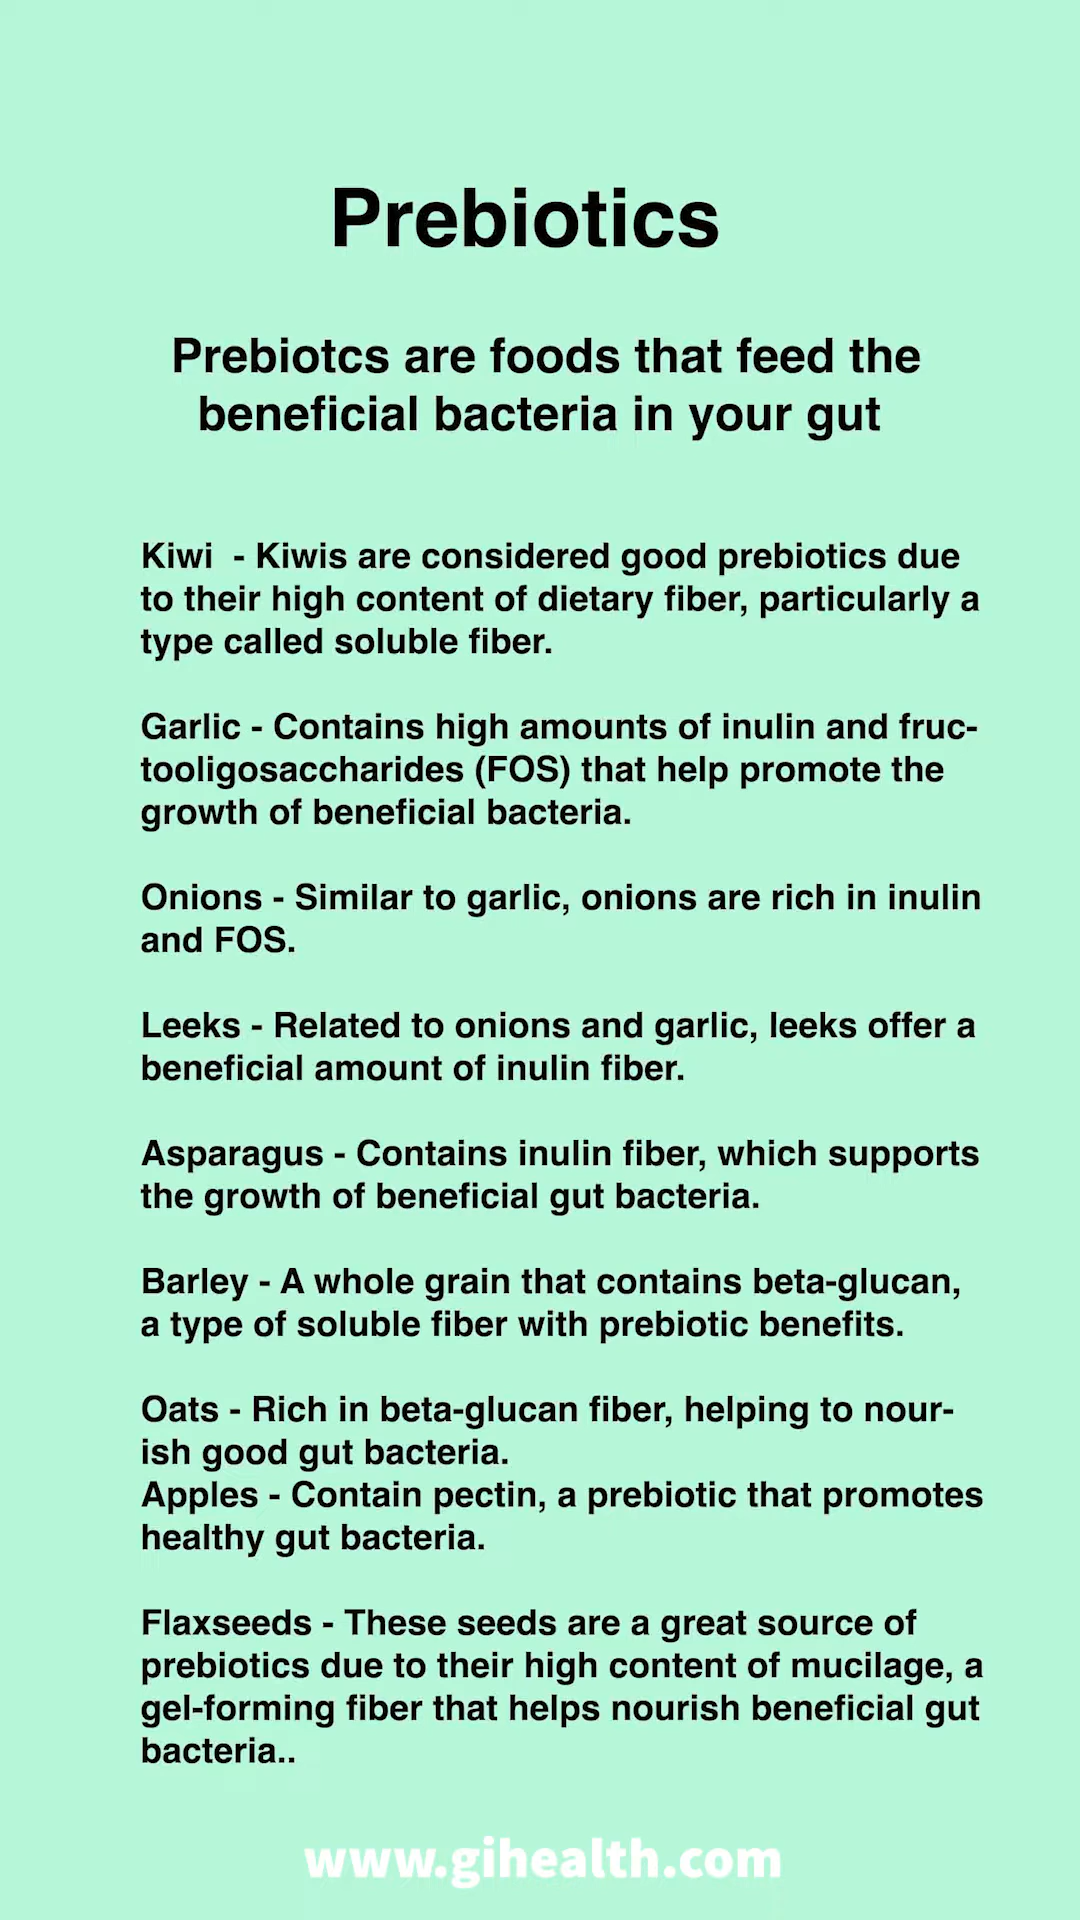 Prebiotics
Prebiotcs are foods that feed the
beneficial bacteria in your gut
Kiwi  - Kiwis are considered good prebiotics due
to their high content of dietary fiber, particularly a
type called soluble fiber.
Garlic - Contains high amounts of inulin and fruc-
tooligosaccharides (FOS) that help promote the
growth of beneficial bacteria.
Onions - Similar to garlic, onions are rich in inulin
and FOS.
Leeks - Related to onions and garlic, leeks offer a
beneficial amount of inulin fiber.
Asparagus - Contains inulin fiber, which supports
the growth of beneficial gut bacteria.
Barley - A whole grain that contains beta-glucan,
a type of soluble fiber with prebiotic benefits.
Oats - Rich in beta-glucan fiber, helping to nour-
ish good gut bacteria.
Apples - Contain pectin, a prebiotic that promotes
healthy gut bacteria.
Flaxseeds - These seeds are a great source of
prebiotics due to their high content of mucilage, a
gel-forming fiber that helps nourish beneficial gut
bacteria..
www.gihealth.com